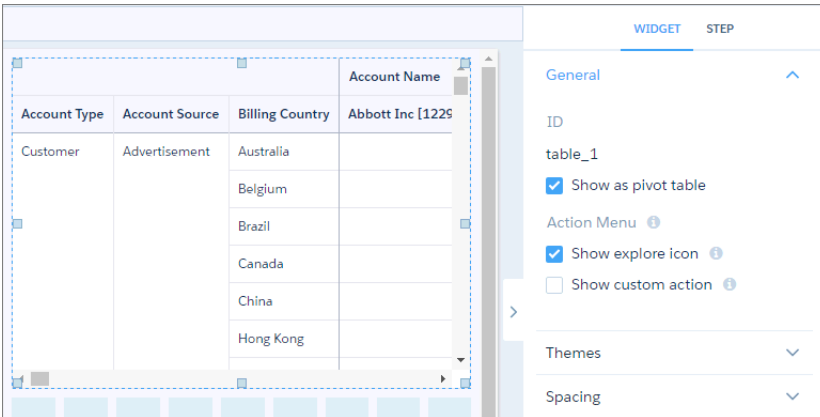 WIDGET STEP
Account Name
Account Type Account Source Billing Country Abbott Inc [1229
Customer Advertisement Australia
Belgium
Brazil
Canada
China
Hong Kong
General
ID
table_1
Show as pivot table
Action Menu
Show explore icon
Show custom action
Themes
Spacing